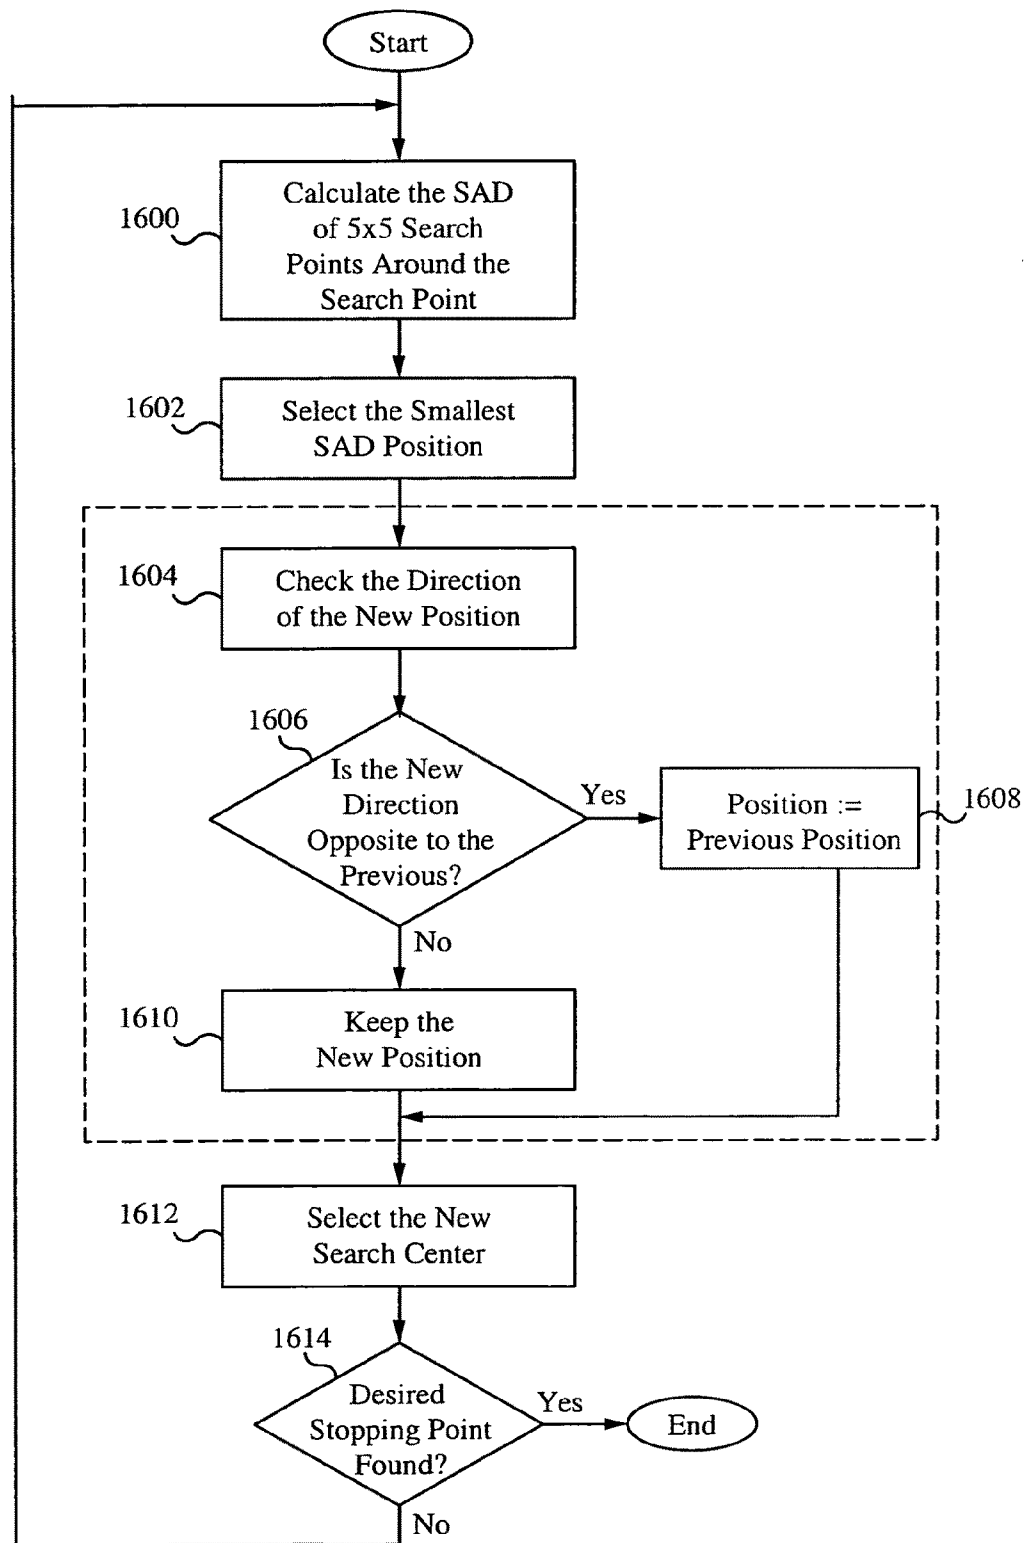 Start
1600
Calculate the SAD
of 5x5 Search
Points Around the
Search Point
1602
Select the Smallest
SAD Position
1604
Check the Direction
of the New Position
1606
Is the New
Direction
Opposite to the
Previous?
Yes
Position :=
Previous Position
1608
No
1610
Keep the
New Position
1612
Select the New
Search Center
1614
Desired
Stopping Point
Found?
Yes
End
No